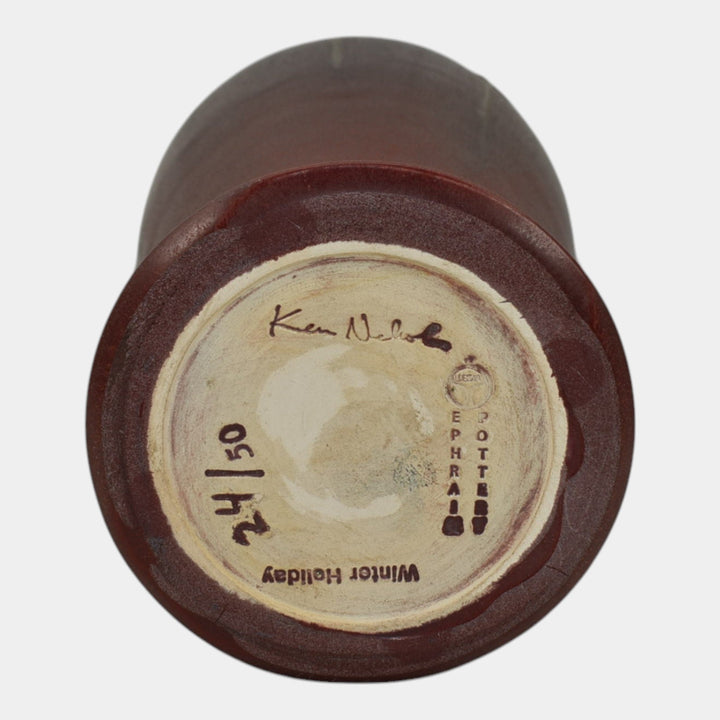 Ken Nichols
EPHRAIM
POTTERY
24/50
Winter Holiday